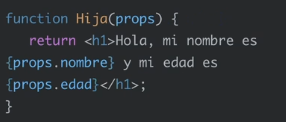 function Hija(props) {
   return <h1>Hola, mi nombre es
{props.nombre} y mi edad es
{props.edad}</h1>;
}